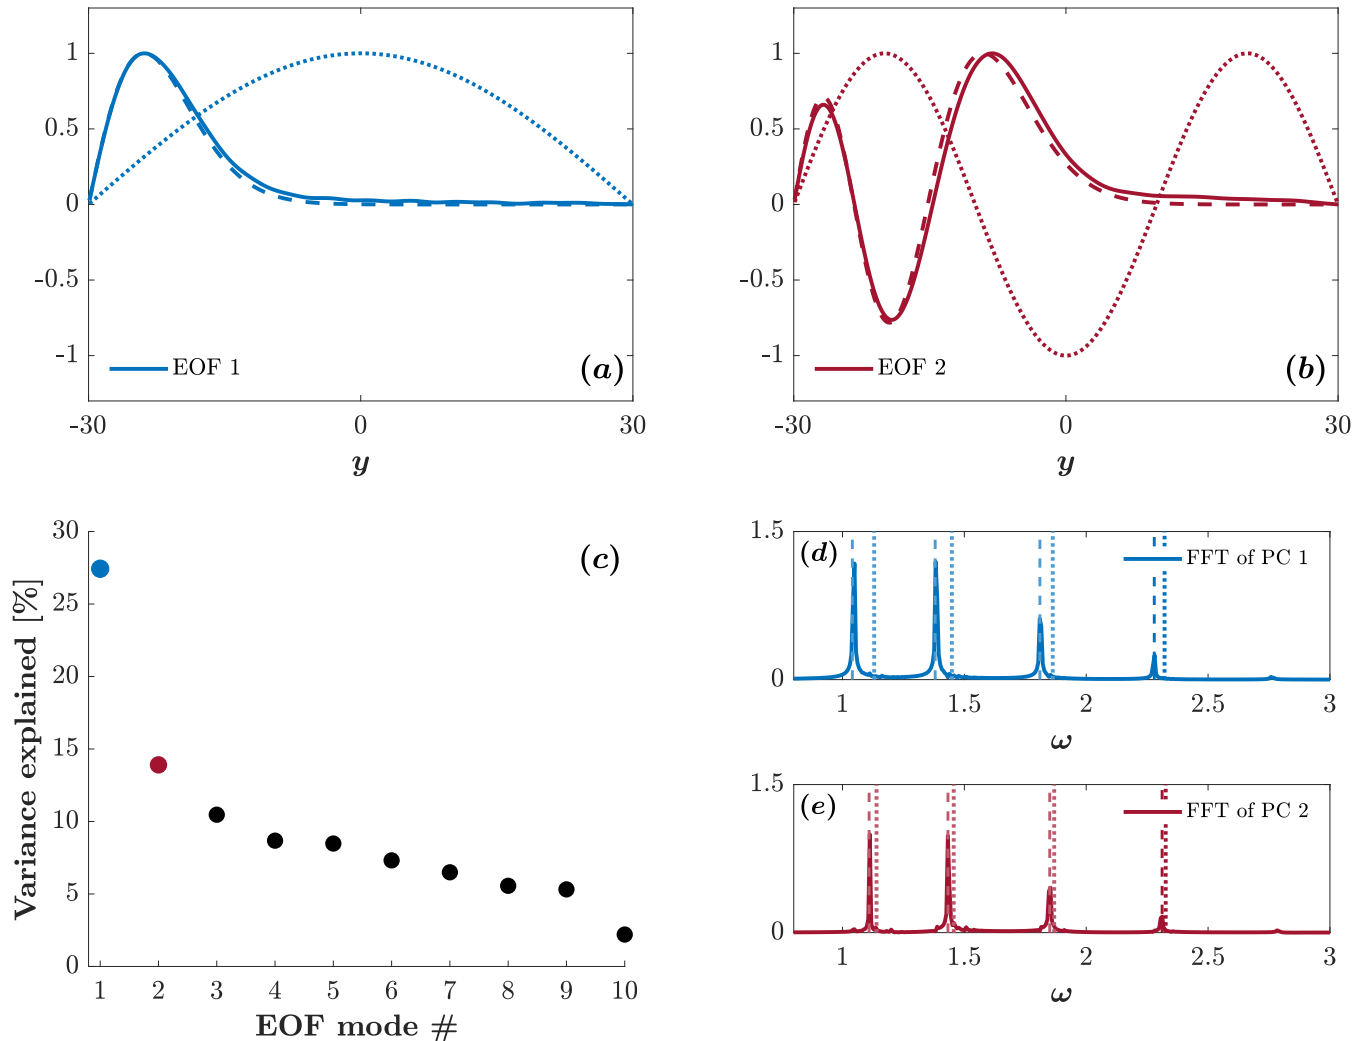 1
0.5
0
-0.5
-1
EOF 1
(a)
-30
0
30
y
1
0.5
0
-0.5
-1
EOF 2
(b)
-30
0
30
y
Variance explained [%]
30
25
20
15
10
5
0
(c)
1 2 3 4 5 6 7 8 9 10
EOF mode #
1.5
0
(d)
FFT of PC 1
1 1.5 2 2.5 3
ω
1.5
0
(e)
FFT of PC 2
1 1.5 2 2.5 3
ω